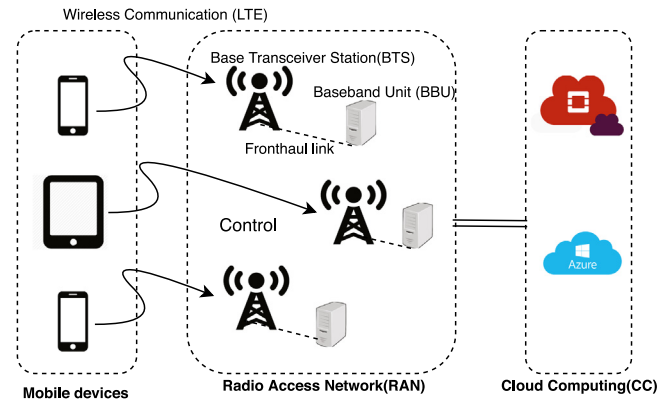 Wireless Communication (LTE)
Base Transceiver Station(BTS)
Baseband Unit (BBU)
Fronthaul link
Control
Azure
Mobile devices
Radio Access Network(RAN)
Cloud Computing(CC)